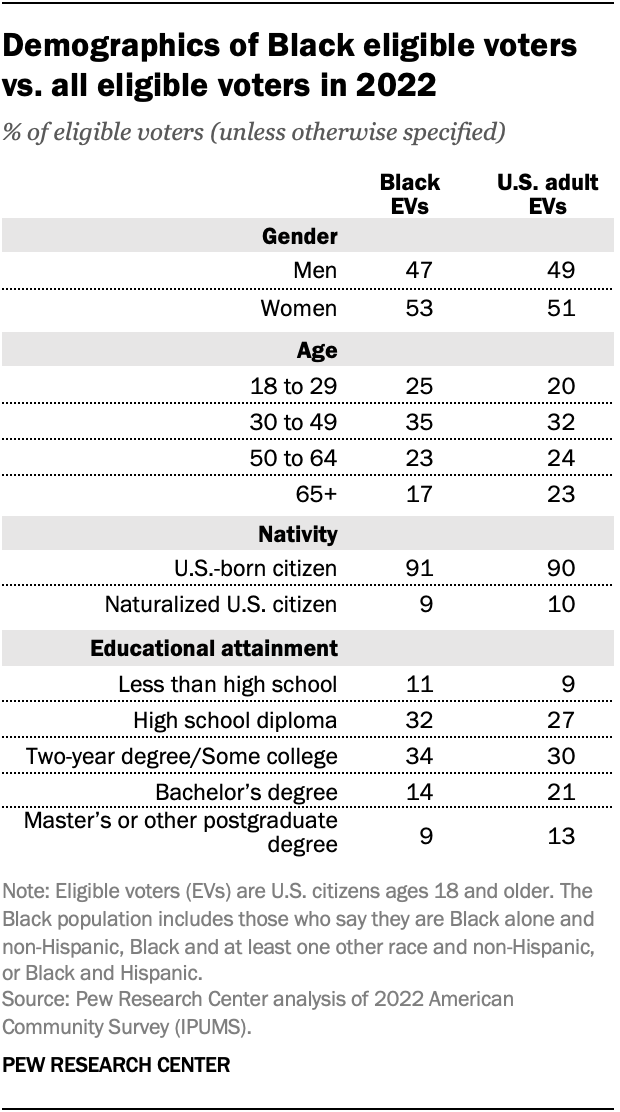 Demographics of Black eligible voters
vs. all eligible voters in 2022
% of eligible voters (unless otherwise specified)
Black EVs U.S. adult EVs
Gender
Men 47 49
Women 53 51
Age
18 to 29 25 20
30 to 49 35 32
50 to 64 23 24
65+ 17 23
Nativity
U.S.-born citizen 91 90
Naturalized U.S. citizen 9 10
Educational attainment
Less than high school 11 9
High school diploma 32 27
Two-year degree/Some college 34 30
Bachelor’s degree 14 21
Master’s or other postgraduate degree 9 13
Note: Eligible voters (EVs) are U.S. citizens ages 18 and older. The
Black population includes those who say they are Black alone and
non-Hispanic, Black and at least one other race and non-Hispanic,
or Black and Hispanic.
Source: Pew Research Center analysis of 2022 American
Community Survey (IPUMS).
PEW RESEARCH CENTER